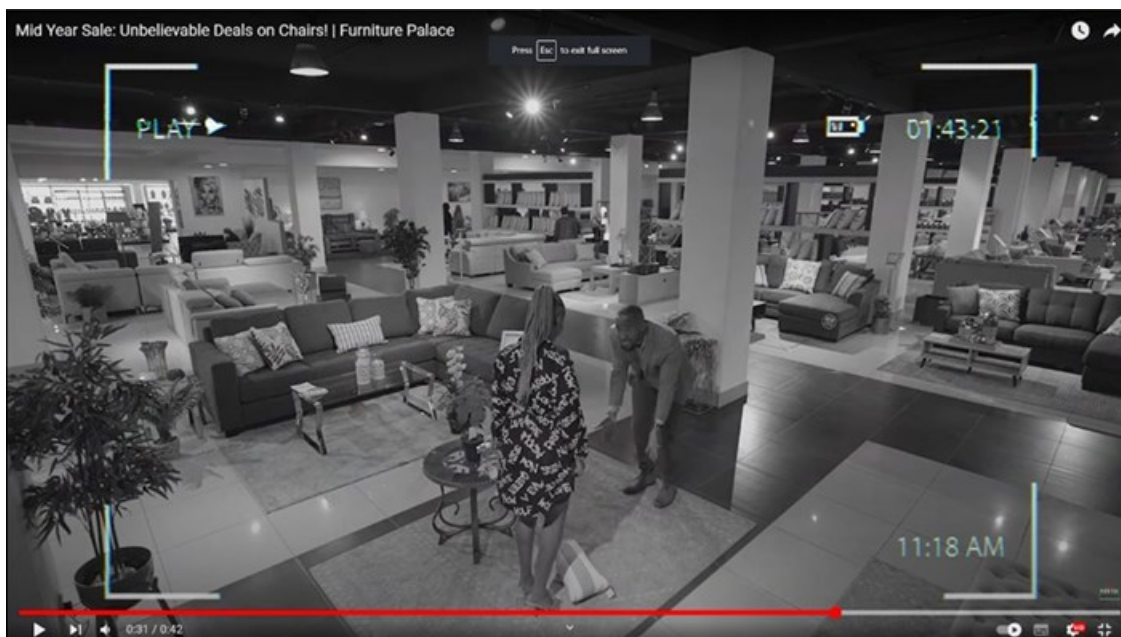 Mid Year Sale: Unbelievable Deals on Chairs! | Furniture Palace
Press Esc to exit full screen
PLAY
01:43:21
11:18 AM
0:31 / 0:42